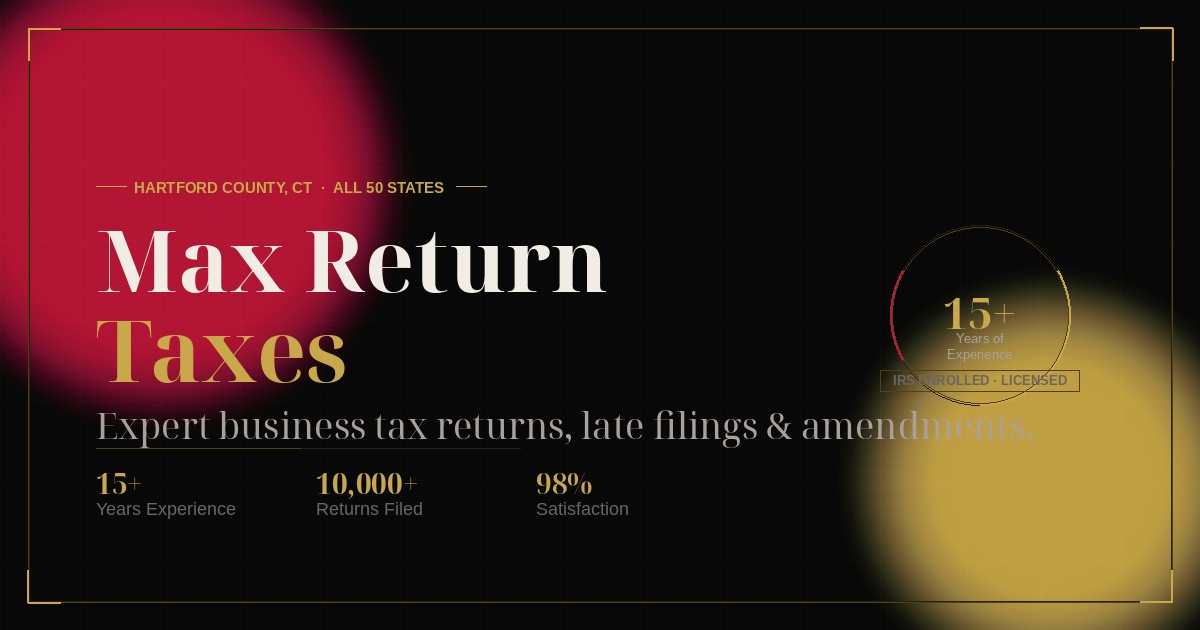 HARTFORD COUNTY, CT · ALL 50 STATES
Max Return
Taxes
Expert business tax returns, late filings & amendments.
15+
Years Experience
10,000+
Returns Filed
98%
Satisfaction
15+
Years of
Experience
IRS ENROLLED · LICENSED